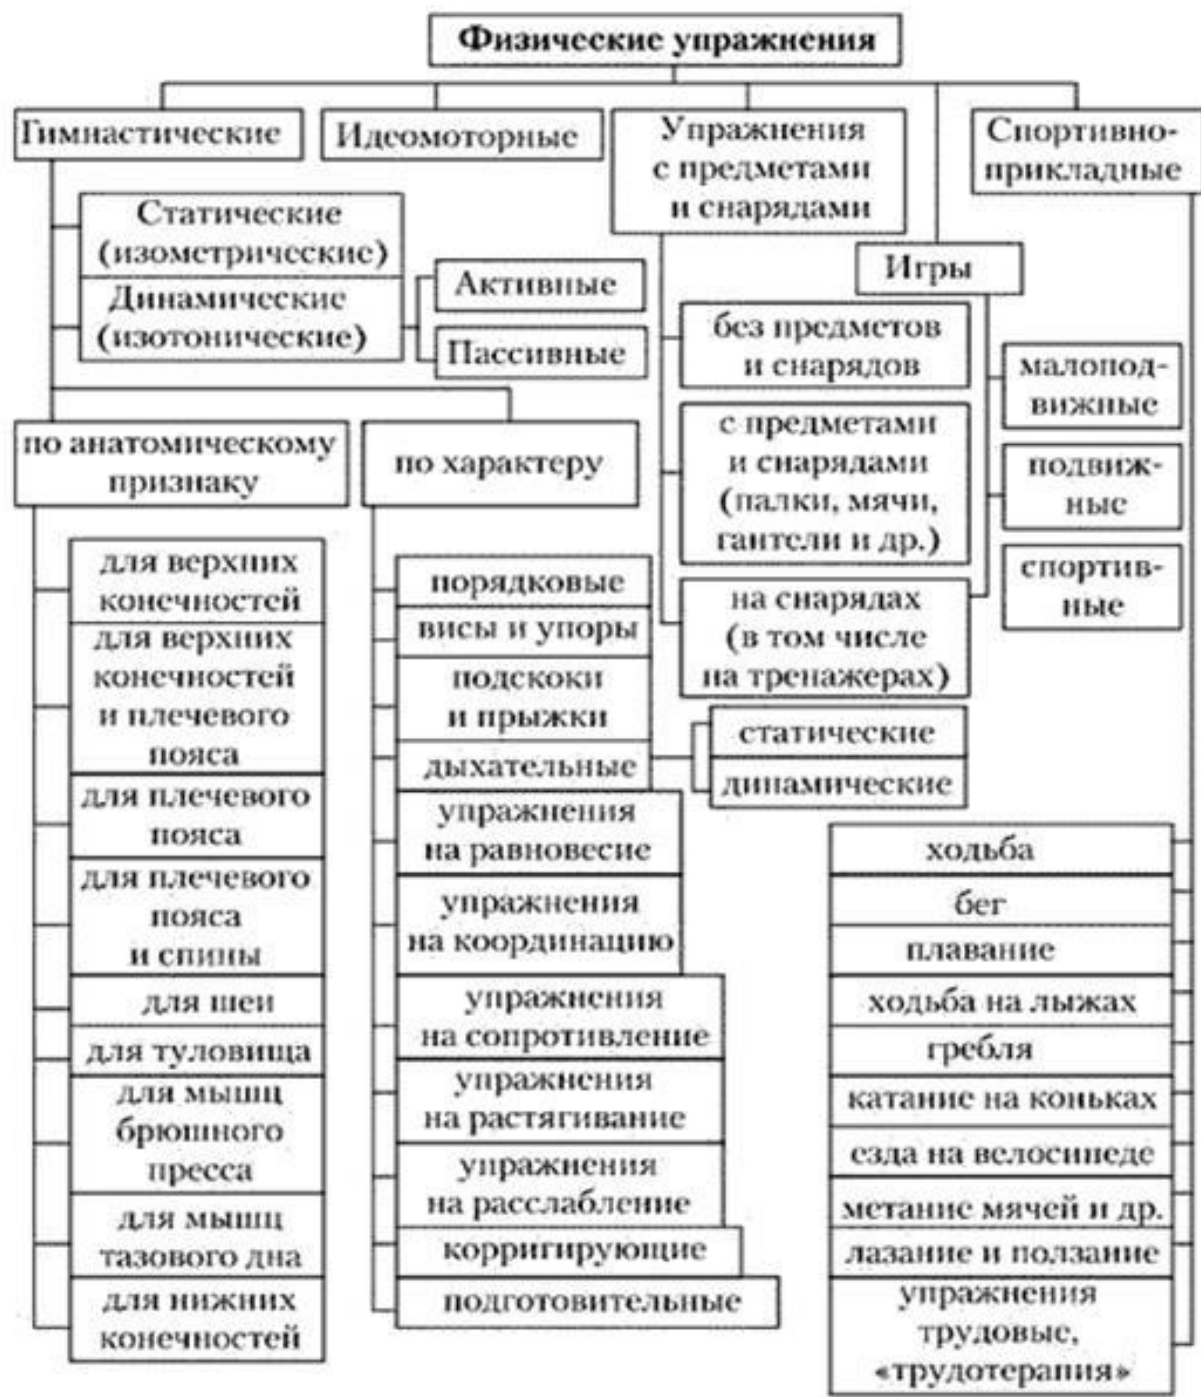 Физические упражнения
Гимнастические
Идеомоторные
Упражнения
с предметами
и снарядами
Спортивно-
прикладные
Статические
(изометрические)
Динамические
(изотонические)
Активные
Пассивные
Игры
без предметов
и снарядов
с предметами
и снарядами
(палки, мячи,
гантели и др.)
на снарядах
(в том числе
на тренажерах)
малопод-
вижные
подвиж-
ные
спортив-
ные
по анатомическому
признаку
по характеру
для верхних
конечностей
для верхних
конечностей
и плечевого
пояса
для плечевого
пояса
для плечевого
пояса
и спины
для шеи
для туловища
для мышц
брюшного
пресса
для мышц
тазового дна
для нижних
конечностей
порядковые
висы и упоры
подскоки
и прыжки
дыхательные
статические
динамические
упражнения
на равновесие
упражнения
на координацию
упражнения
на сопротивление
упражнения
на растягивание
упражнения
на расслабление
корригирующие
подготовительные
ходьба
бег
плавание
ходьба на лыжах
гребля
катание на коньках
езда на велосипеде
метание мячей и др.
лазание и ползание
упражнения
трудовые,
«трудотерапия»